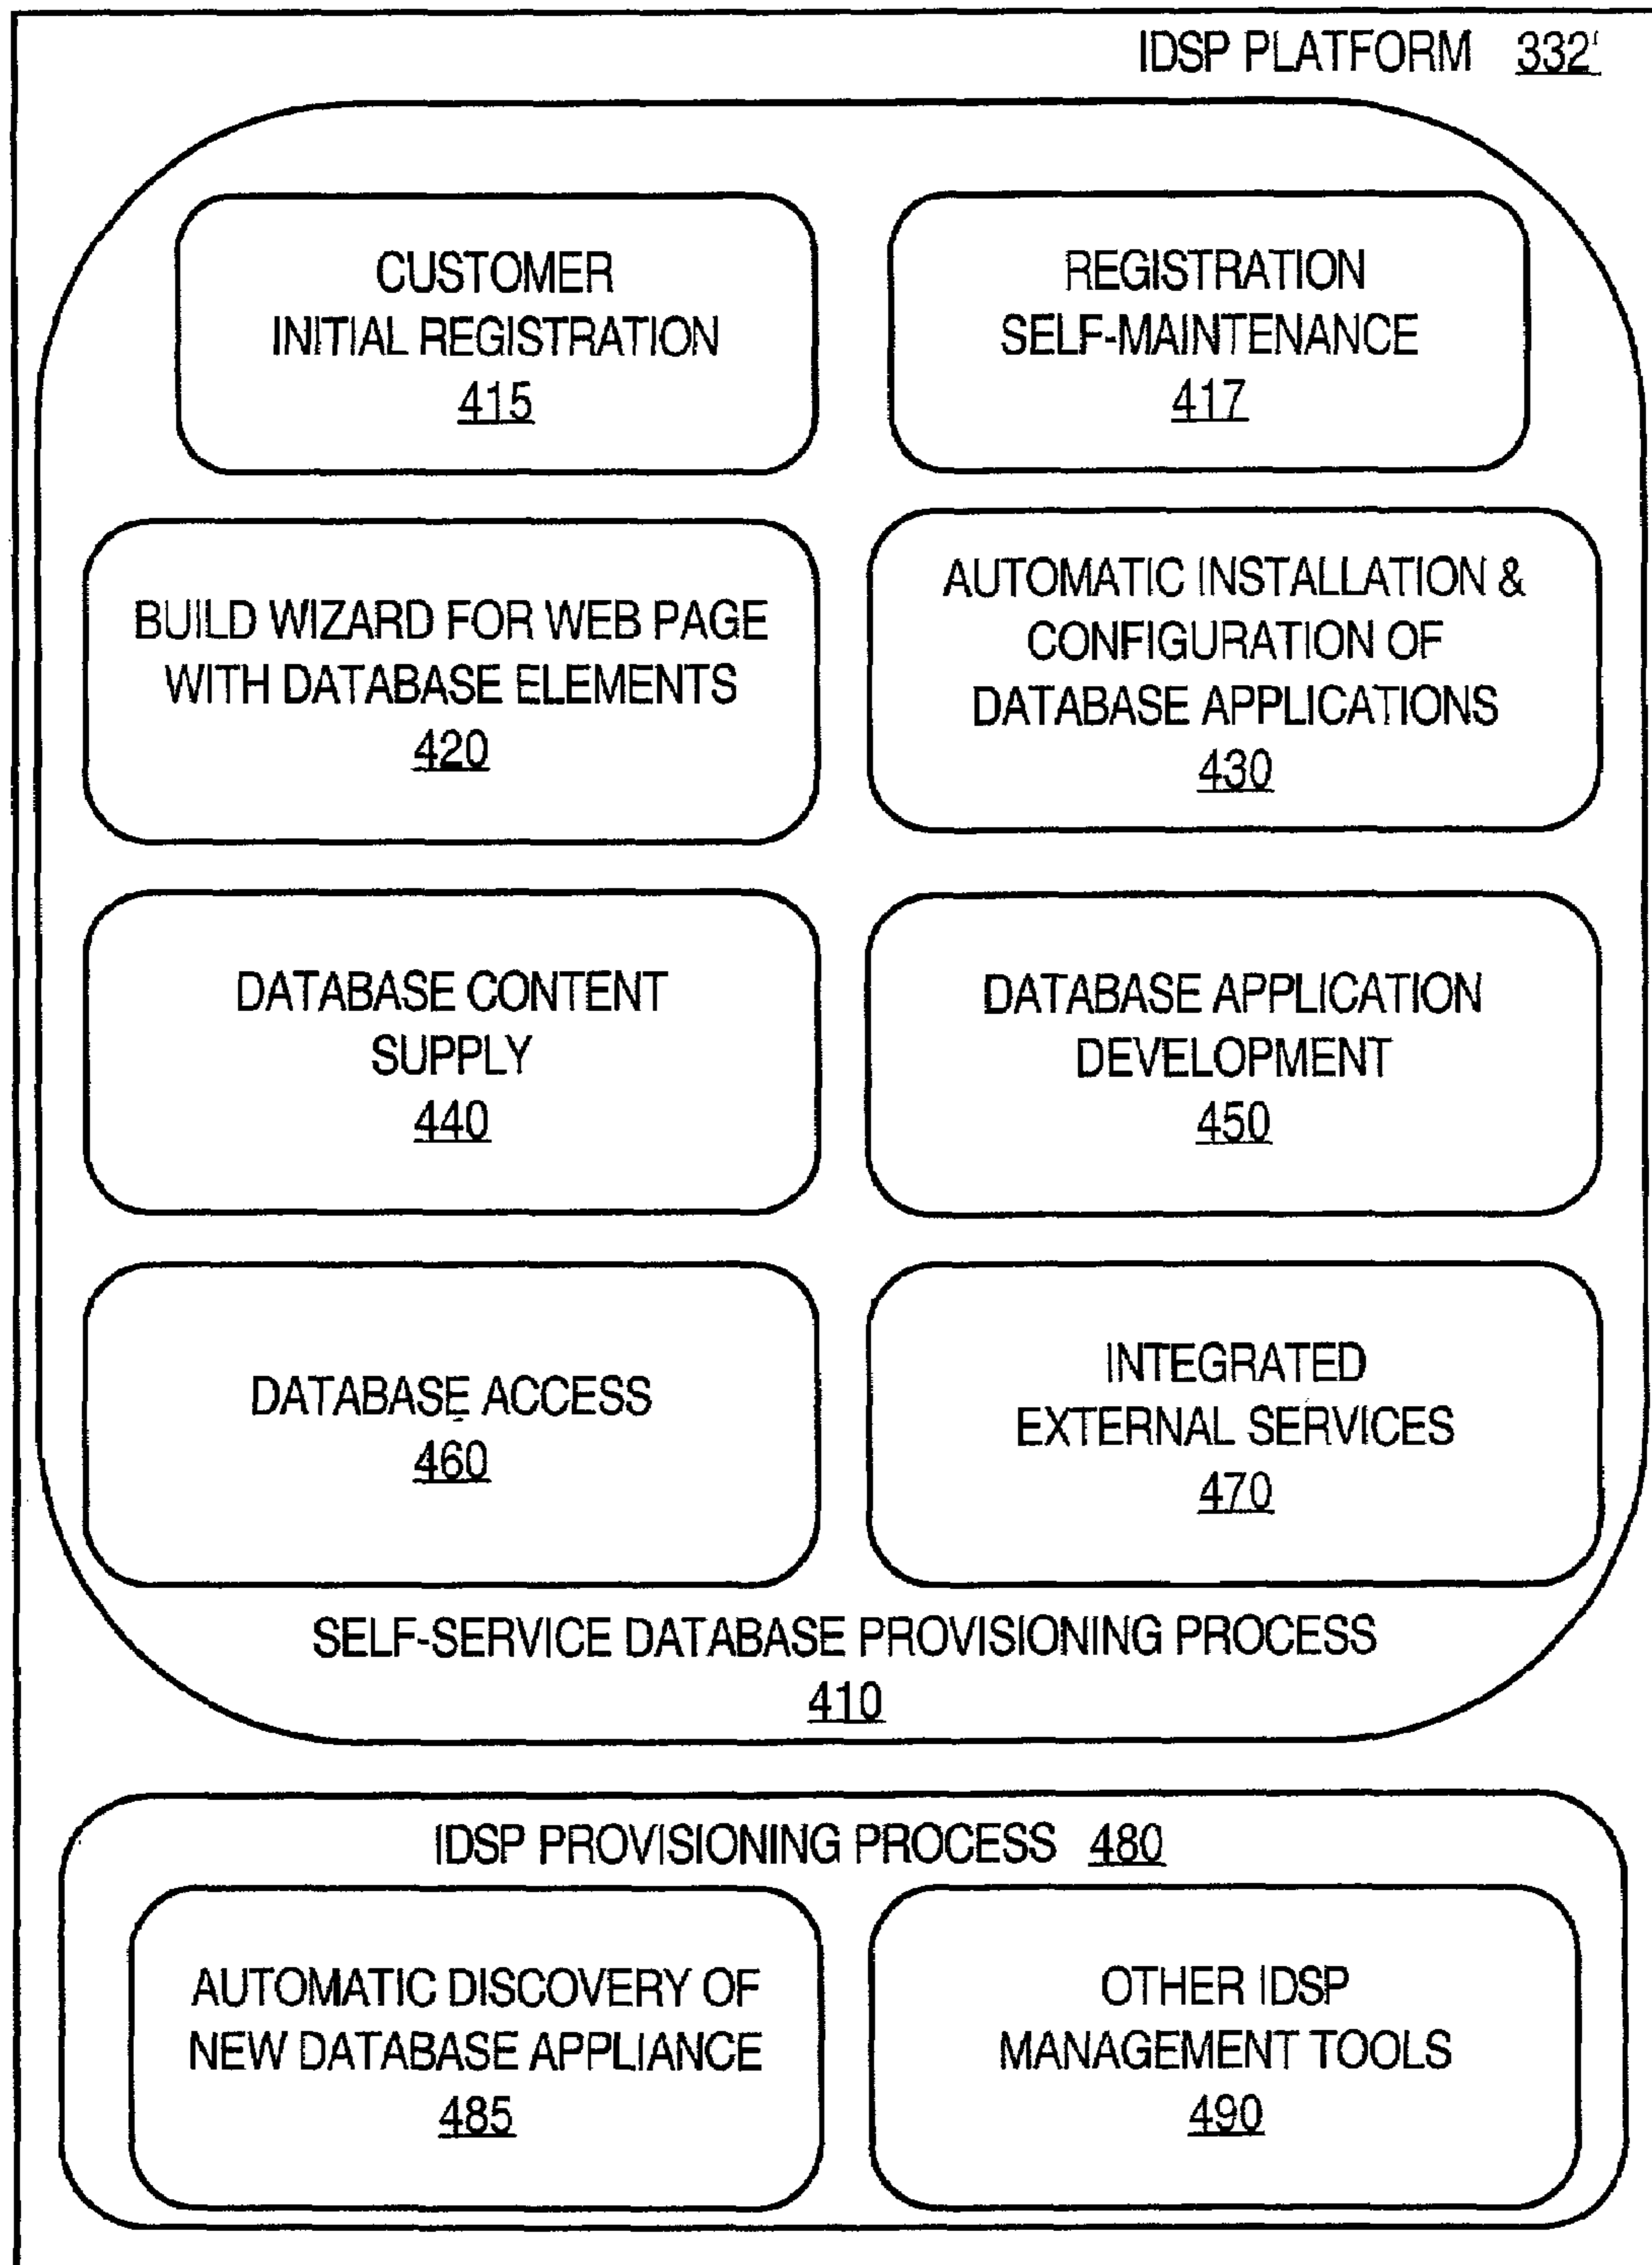 IDSP PLATFORM 332'
CUSTOMER
INITIAL REGISTRATION
415
REGISTRATION
SELF-MAINTENANCE
417
BUILD WIZARD FOR WEB PAGE
WITH DATABASE ELEMENTS
420
AUTOMATIC INSTALLATION &
CONFIGURATION OF
DATABASE APPLICATIONS
430
DATABASE CONTENT
SUPPLY
440
DATABASE APPLICATION
DEVELOPMENT
450
DATABASE ACCESS
460
INTEGRATED
EXTERNAL SERVICES
470
SELF-SERVICE DATABASE PROVISIONING PROCESS
410
IDSP PROVISIONING PROCESS 480
AUTOMATIC DISCOVERY OF
NEW DATABASE APPLIANCE
485
OTHER IDSP
MANAGEMENT TOOLS
490